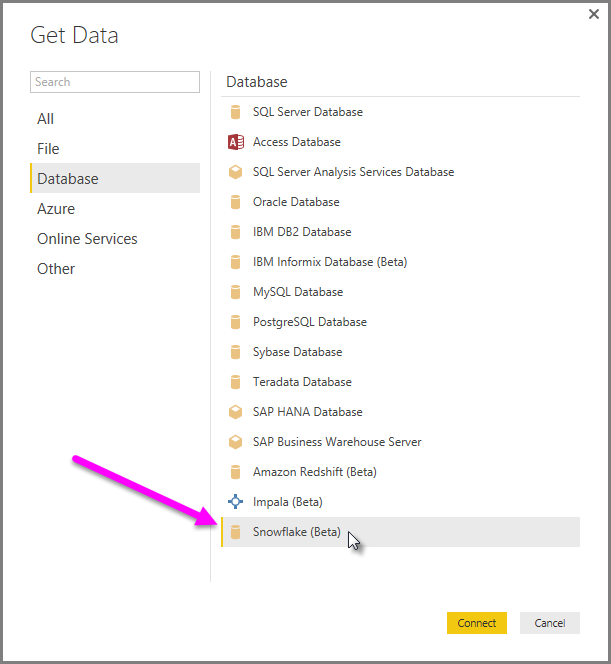 Get Data
Search
All
File
Database
Azure
Online Services
Other
Database
SQL Server Database
Access Database
SQL Server Analysis Services Database
Oracle Database
IBM DB2 Database
IBM Informix Database (Beta)
MySQL Database
PostgreSQL Database
Sybase Database
Teradata Database
SAP HANA Database
SAP Business Warehouse Server
Amazon Redshift (Beta)
Impala (Beta)
Snowflake (Beta)
Connect
Cancel